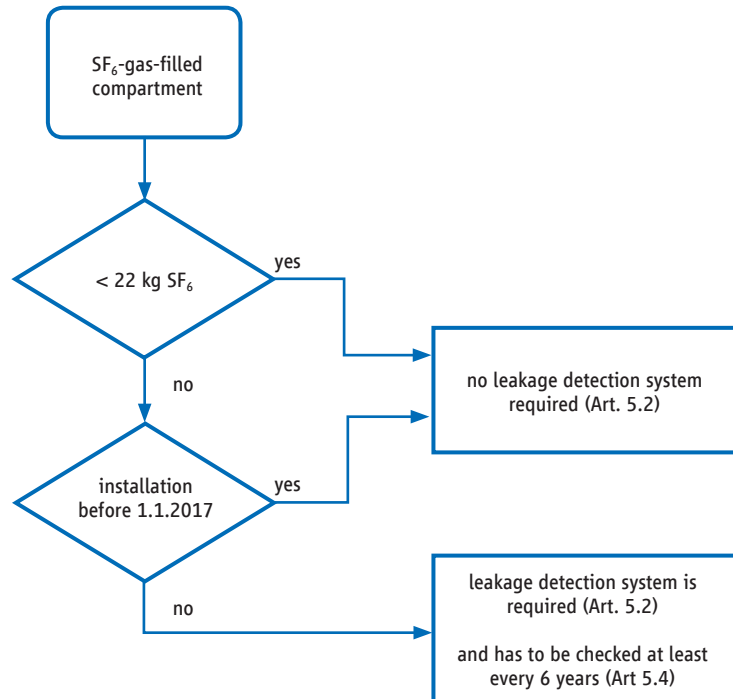 SF₆-gas-filled
compartment
< 22 kg SF₆
yes
no
no leakage detection system
required (Art. 5.2)
installation
before 1.1.2017
yes
no
leakage detection system is
required (Art. 5.2)
and has to be checked at least
every 6 years (Art 5.4)